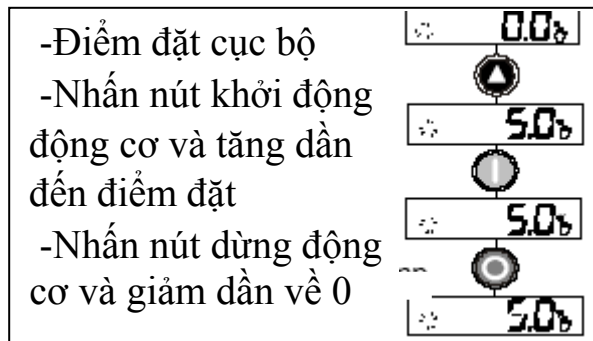 -Điểm đặt cục bộ
-Nhấn nút khởi động
động cơ và tăng dần
đến điểm đặt
-Nhấn nút dừng động
cơ và giảm dần về 0
0.0
5.0
5.0
5.0